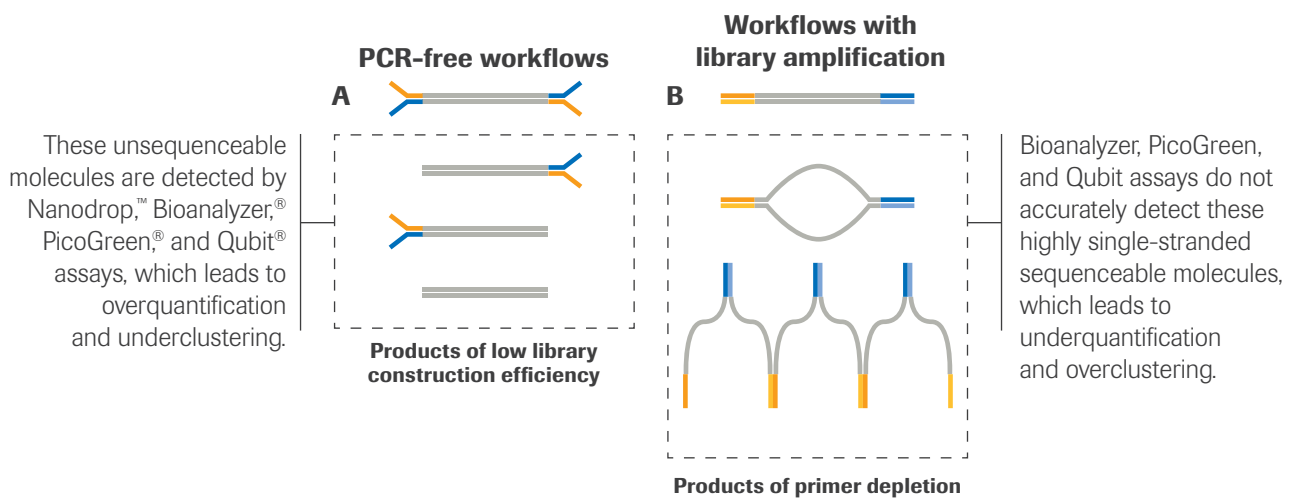 PCR-free workflows
A
These unsequenceable
molecules are detected by
Nanodrop,™ Bioanalyzer,®
PicoGreen,® and Qubit®
assays, which leads to
overquantification
and underclustering.
Products of low library
construction efficiency
Workflows with
library amplification
B
Bioanalyzer, PicoGreen,
and Qubit assays do not
accurately detect these
highly single-stranded
sequenceable molecules,
which leads to
underquantification
and overclustering.
Products of primer depletion